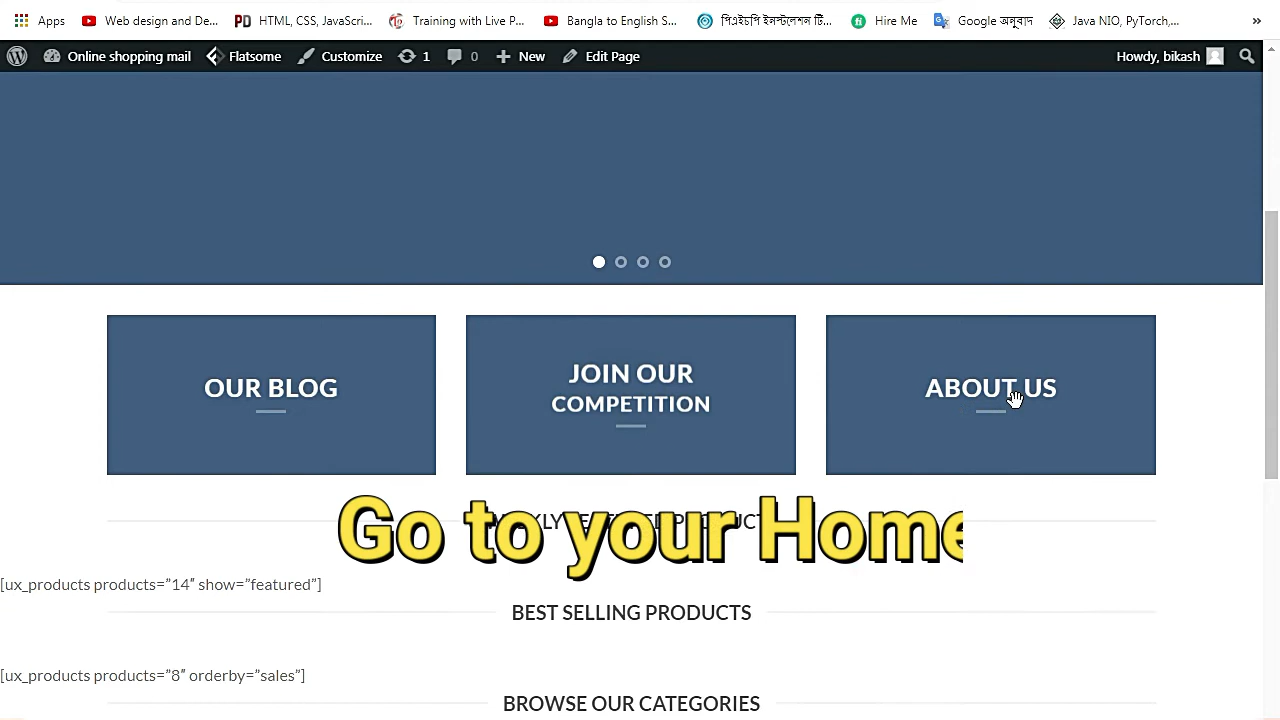 Apps Web design and De... PD HTML, CSS, JavaScri... Training with Live P... Bangla to English S... পিএইচপি ইনস্টলেশন টি... fi Hire Me Google অনুবাদ Java NIO, PyTorch,... »
Online shopping mail Flatsome Customize 1 0 New Edit Page Howdy, bikash
OUR BLOG
JOIN OUR
COMPETITION
ABOUT US
Go to your Home
[ux_products products=”14″ show=”featured”]
BEST SELLING PRODUCTS
[ux_products products=”8″ orderby=”sales”]
BROWSE OUR CATEGORIES